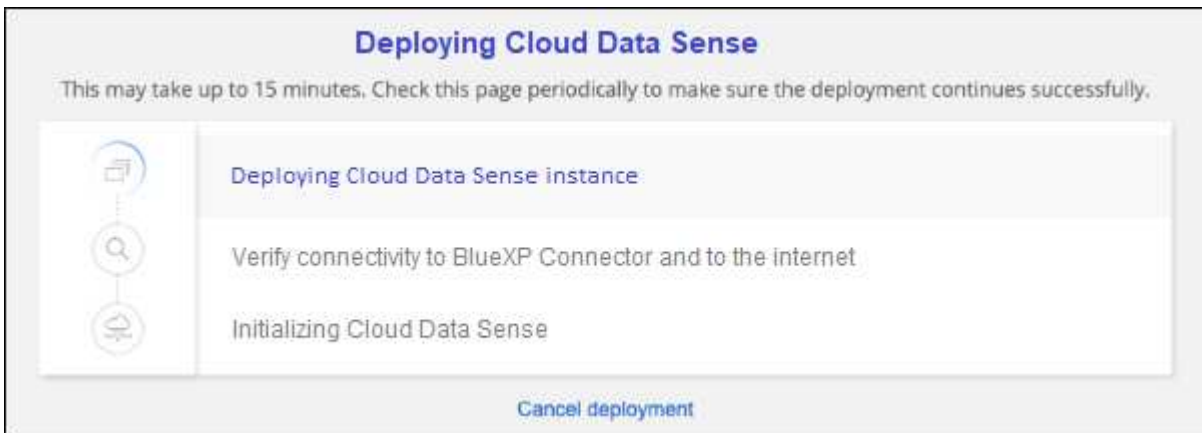 Deploying Cloud Data Sense
This may take up to 15 minutes. Check this page periodically to make sure the deployment continues successfully.
Deploying Cloud Data Sense instance
Verify connectivity to BlueXP Connector and to the internet
Initializing Cloud Data Sense
Cancel deployment